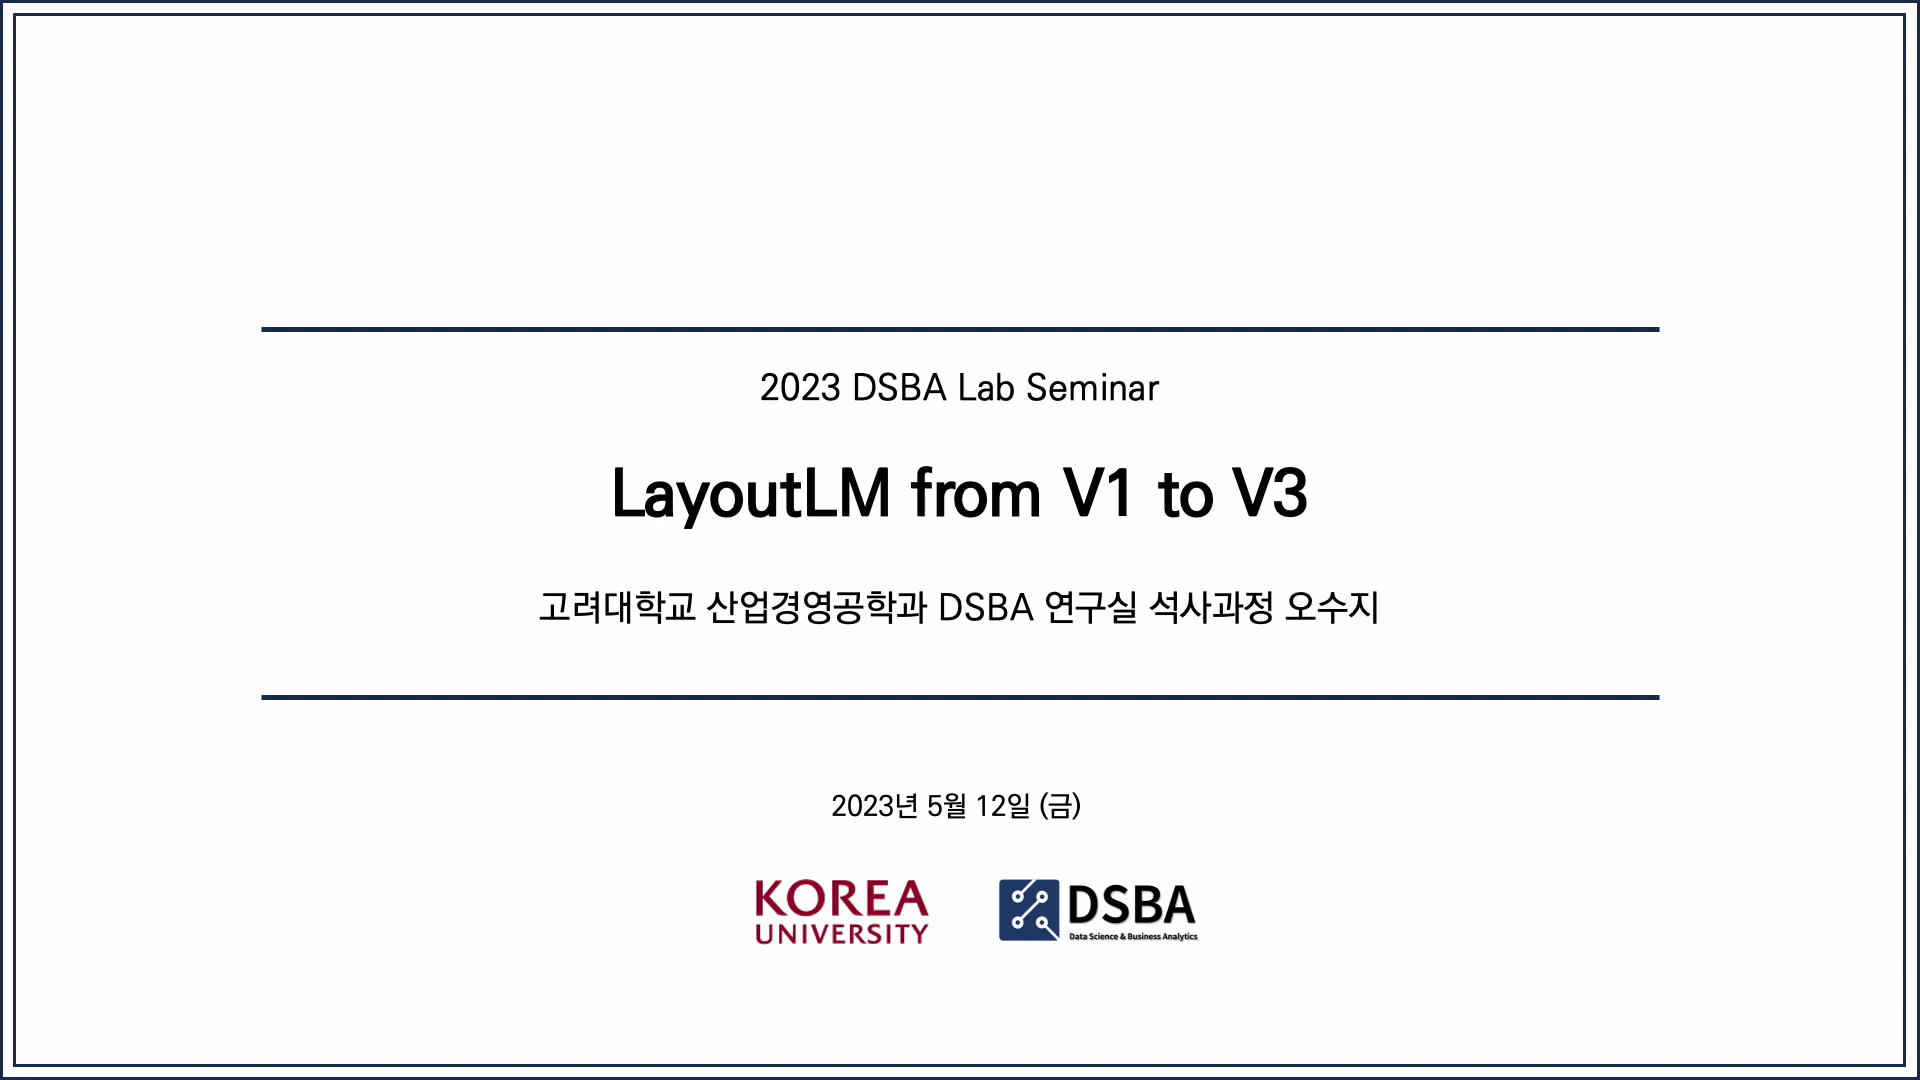 2023 DSBA Lab Seminar
LayoutLM from V1 to V3
고려대학교 산업경영공학과 DSBA 연구실 석사과정 오수지
2023년 5월 12일 (금)
KOREA
UNIVERSITY
DSBA
Data Science & Business Analytics